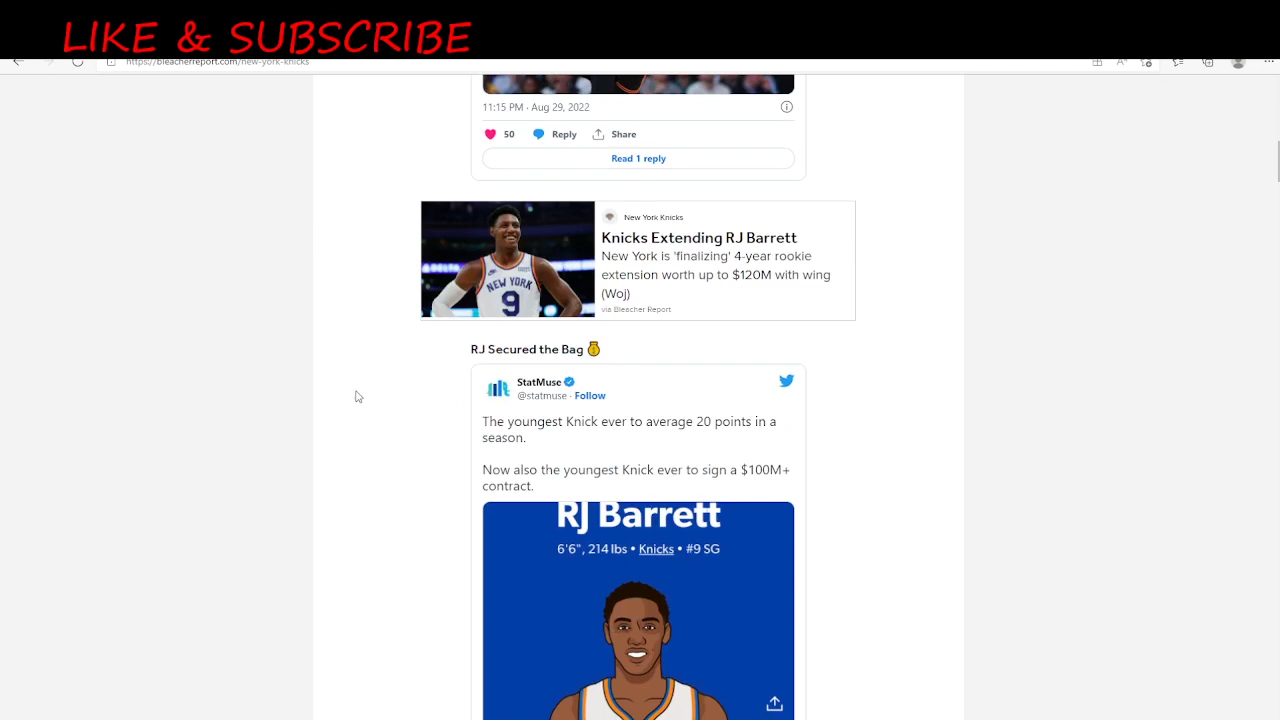 LIKE & SUBSCRIBE
https://bleacherreport.com/new-york-knicks
11:15 PM · Aug 29, 2022
50 Reply Share
Read 1 reply
New York Knicks
Knicks Extending RJ Barrett
New York is 'finalizing' 4-year rookie
extension worth up to $120M with wing
(Woj)
via Bleacher Report
NEW YORK
9
RJ Secured the Bag 💰
StatMuse
@statmuse · Follow
The youngest Knick ever to average 20 points in a
season.
Now also the youngest Knick ever to sign a $100M+
contract.
RJ Barrett
6'6", 214 lbs • Knicks • #9 SG